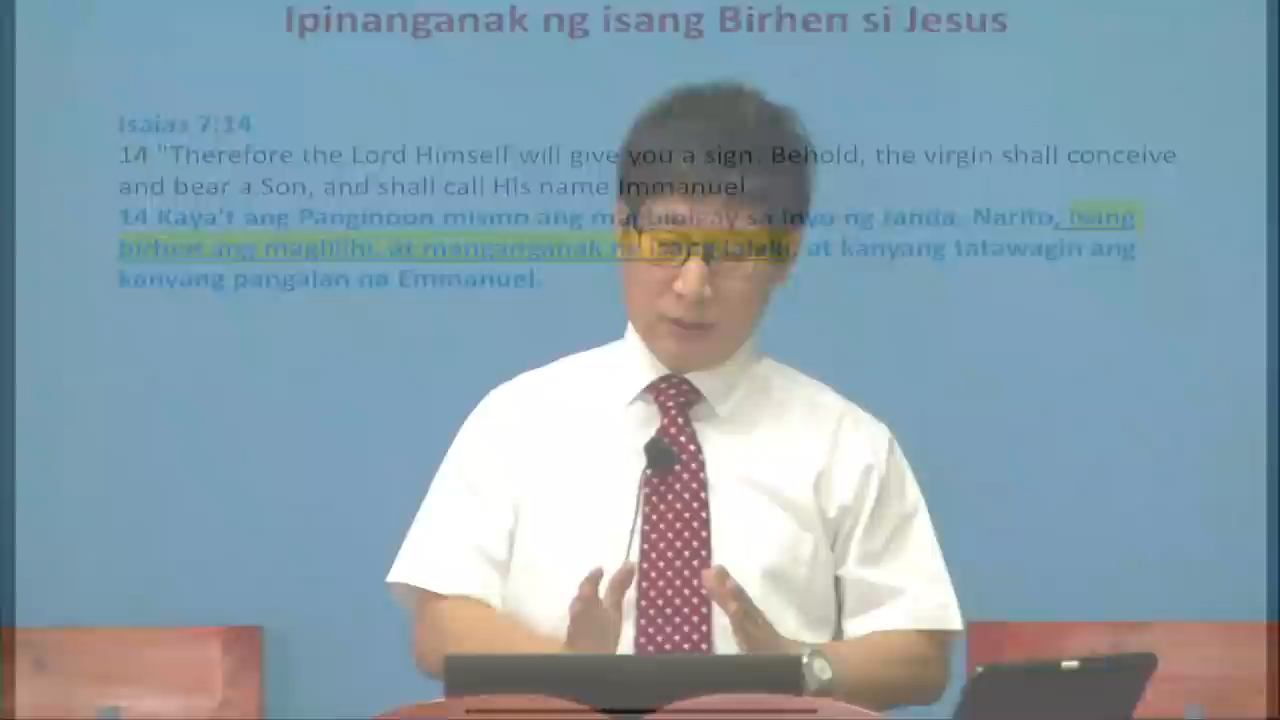 Ipinanganak ng isang Birhen si Jesus
Isaias 7:14
14 "Therefore the Lord Himself will give you a sign: Behold, the virgin shall conceive
and bear a Son, and shall call His name Immanuel
14 Kaya't ang Panginoon mismo ang magbibigay sa inyo ng tanda. Narito, isang
birhen ang maglilihi, at manganganak ng isang lalaki, at kanyang tatawagin ang
kanyang pangalan na Emmanuel.